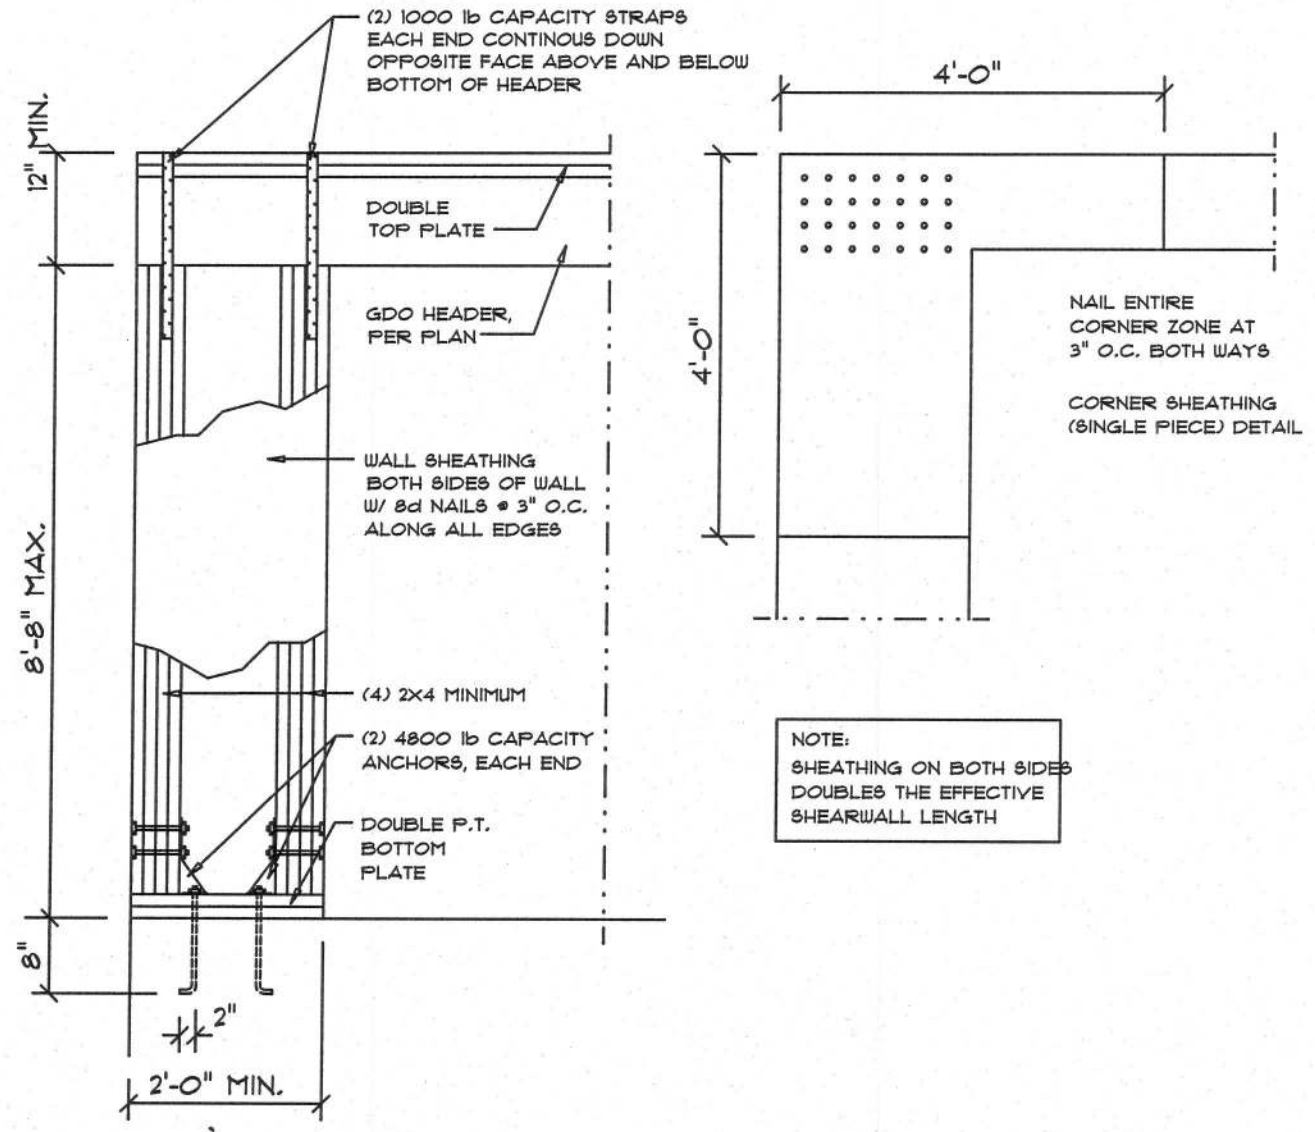 (2) 1000 lb CAPACITY STRAPS
EACH END CONTINOUS DOWN
OPPOSITE FACE ABOVE AND BELOW
BOTTOM OF HEADER
12" MIN.
DOUBLE
TOP PLATE
GDO HEADER,
PER PLAN
WALL SHEATHING
BOTH SIDES OF WALL
W/ 8d NAILS @ 3" O.C.
ALONG ALL EDGES
8'-8" MAX.
(4) 2X4 MINIMUM
(2) 4800 lb CAPACITY
ANCHORS, EACH END
DOUBLE P.T.
BOTTOM
PLATE
8"
2"
2'-0" MIN.
4'-0"
4'-0"
NAIL ENTIRE
CORNER ZONE AT
3" O.C. BOTH WAYS
CORNER SHEATHING
(SINGLE PIECE) DETAIL
NOTE:
SHEATHING ON BOTH SIDES
DOUBLES THE EFFECTIVE
SHEARWALL LENGTH